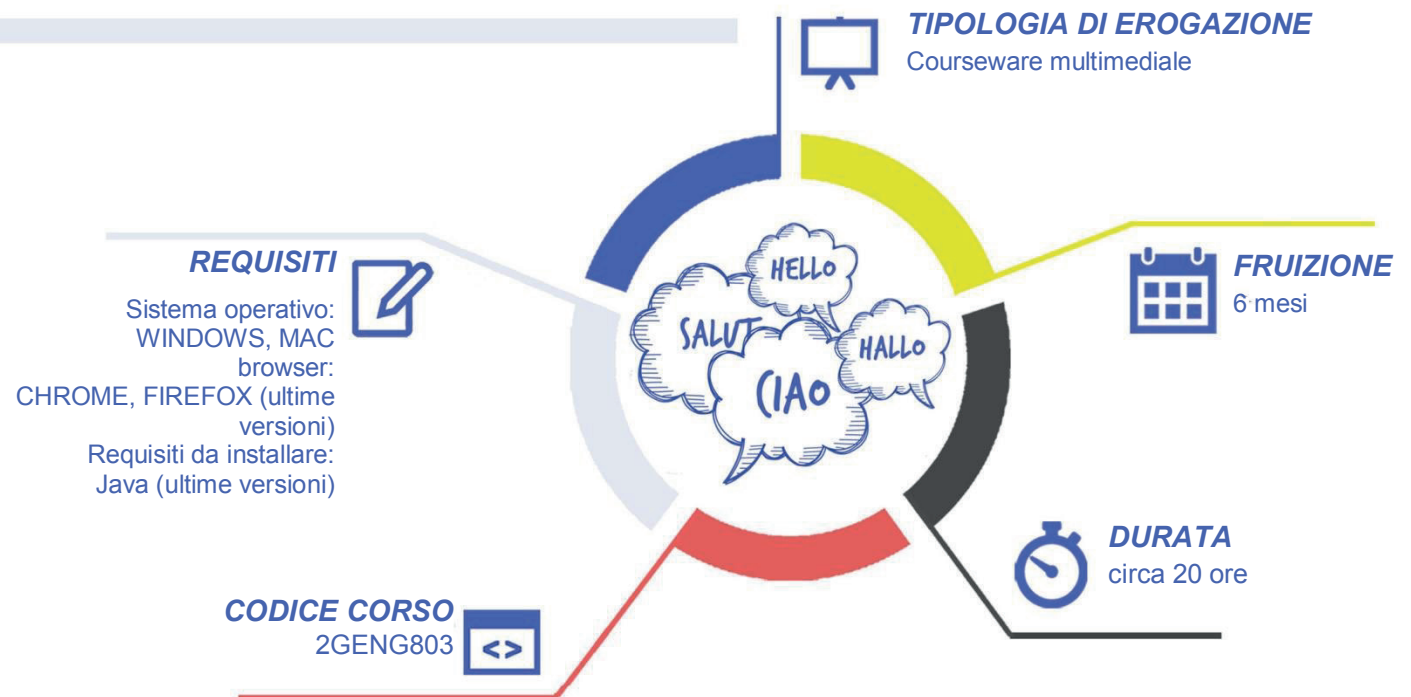 TIPOLOGIA DI EROGAZIONE
Courseware multimediale
REQUISITI
Sistema operativo:
WINDOWS, MAC
browser:
CHROME, FIREFOX (ultime
versioni)
Requisiti da installare:
Java (ultime versioni)
HELLO
SALUT
HALLO
CIAO
FRUIZIONE
6 mesi
DURATA
circa 20 ore
CODICE CORSO
2GENG803
<>